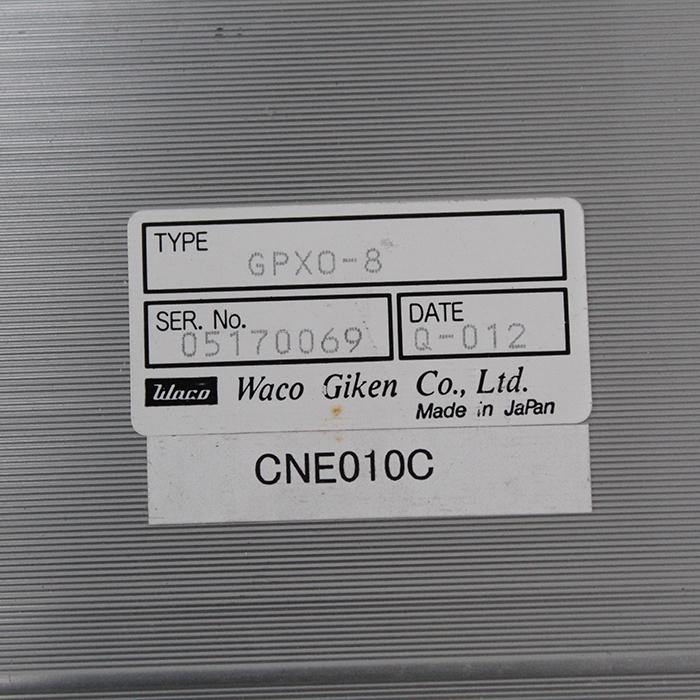 TYPE
GPXO-8
SER. No.
05170069
DATE
Q-012
Waco Waco Giken Co., Ltd.
Made in JaPan
CNE010C